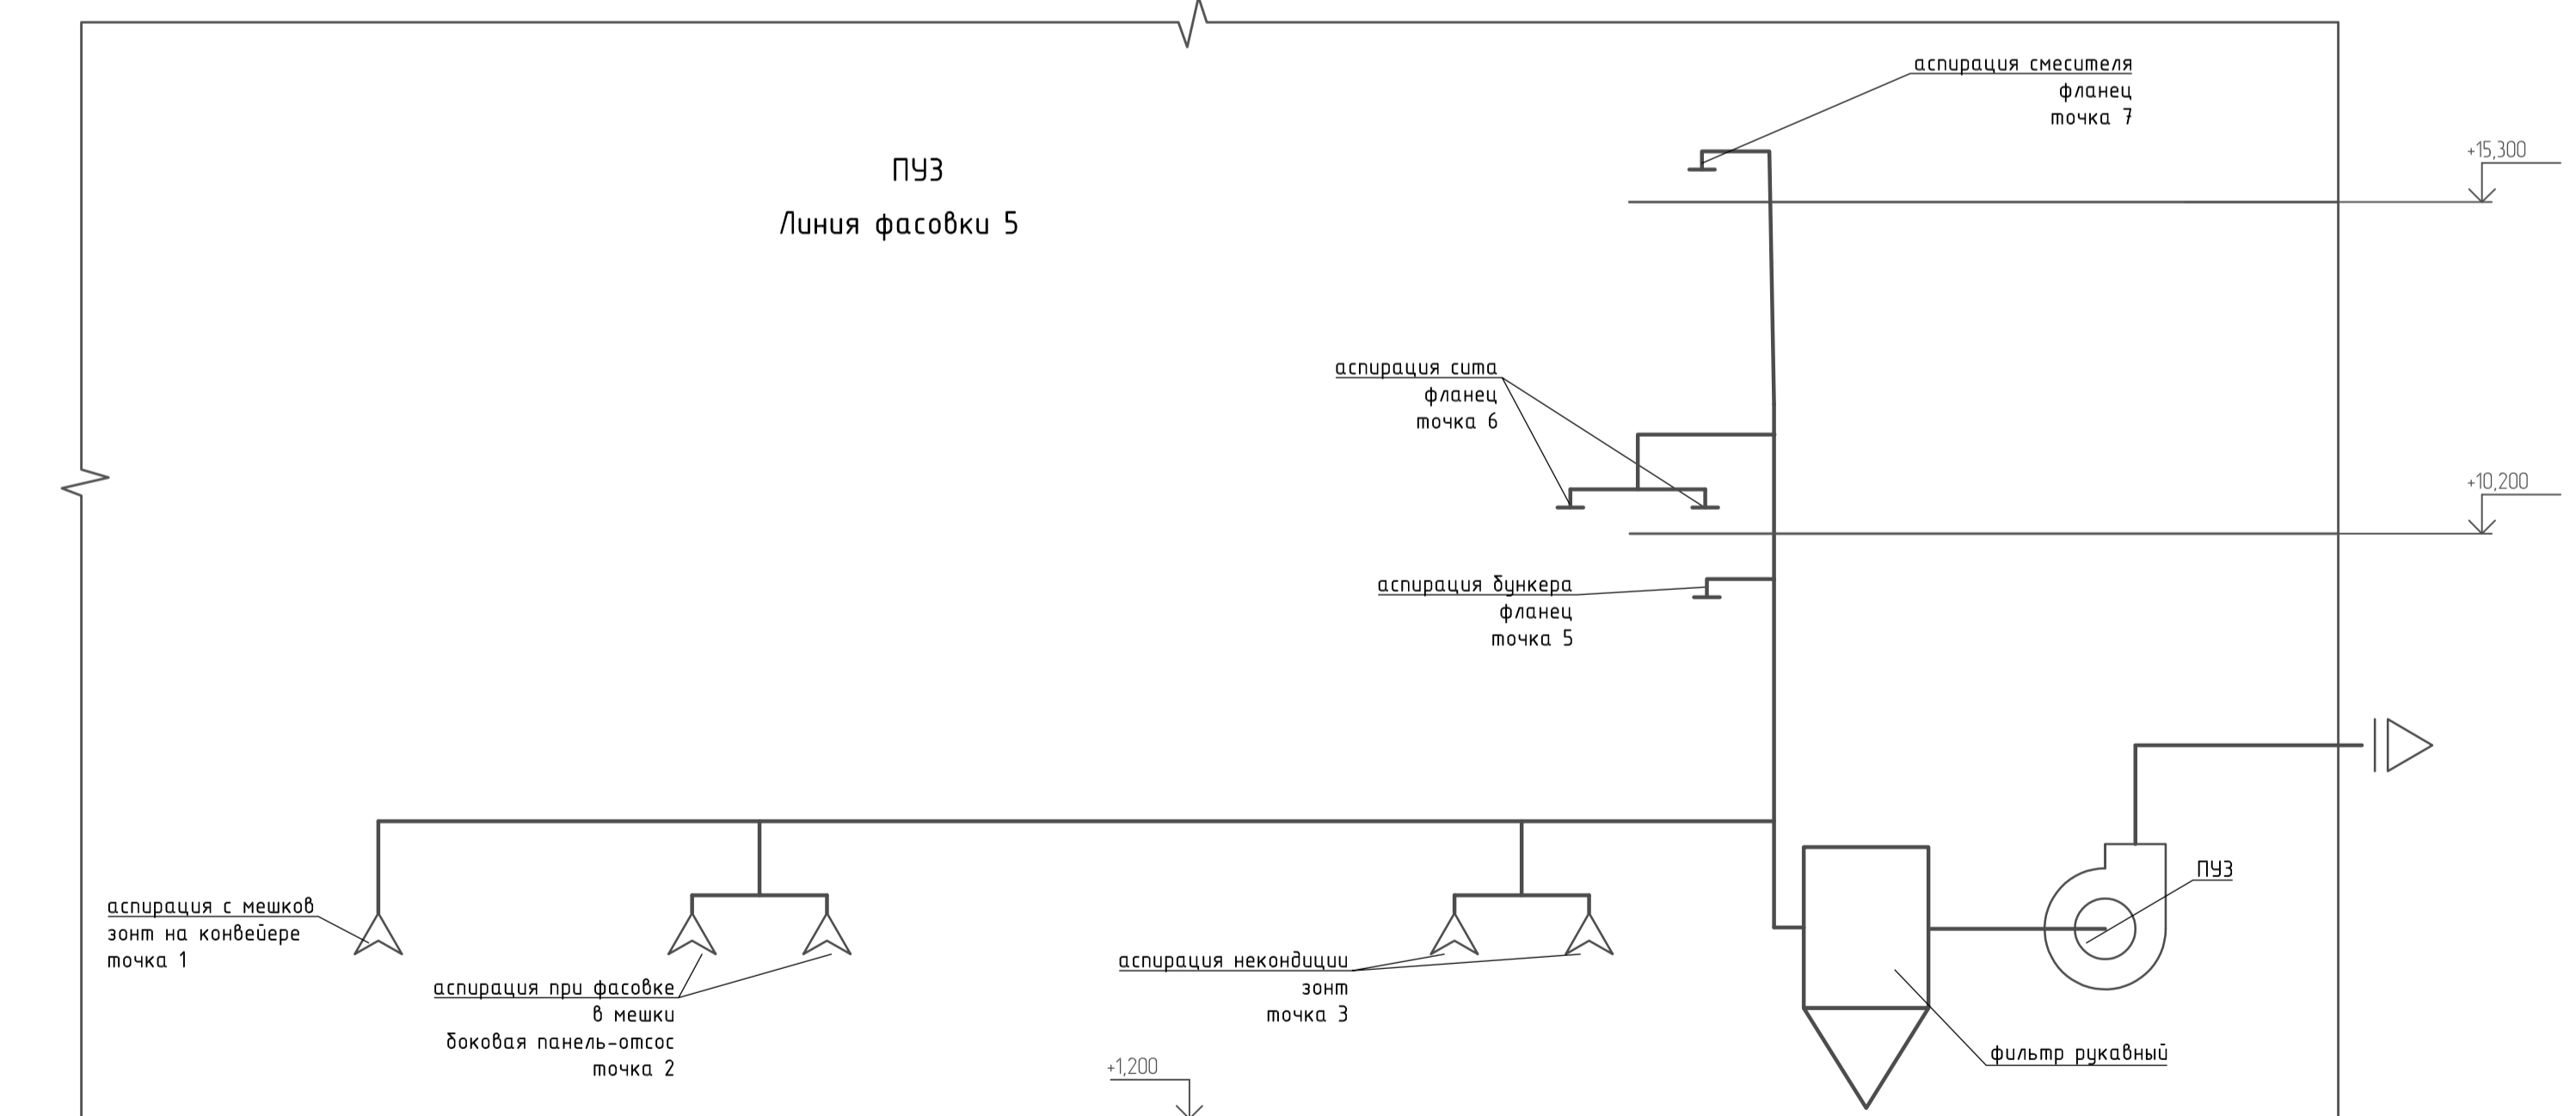 аспирация смесителя
фланец
точка 7
+15,300
ПУ3
Линия фасовки 5
аспирация сита
фланец
точка 6
+10,200
аспирация бункера
фланец
точка 5
ПУ3
аспирация с мешков
зонт на конвейере
точка 1
аспирация при фасовке
в мешки
боковая панель-отсос
точка 2
аспирация некондиции
зонт
точка 3
фильтр рукавный
+1,200